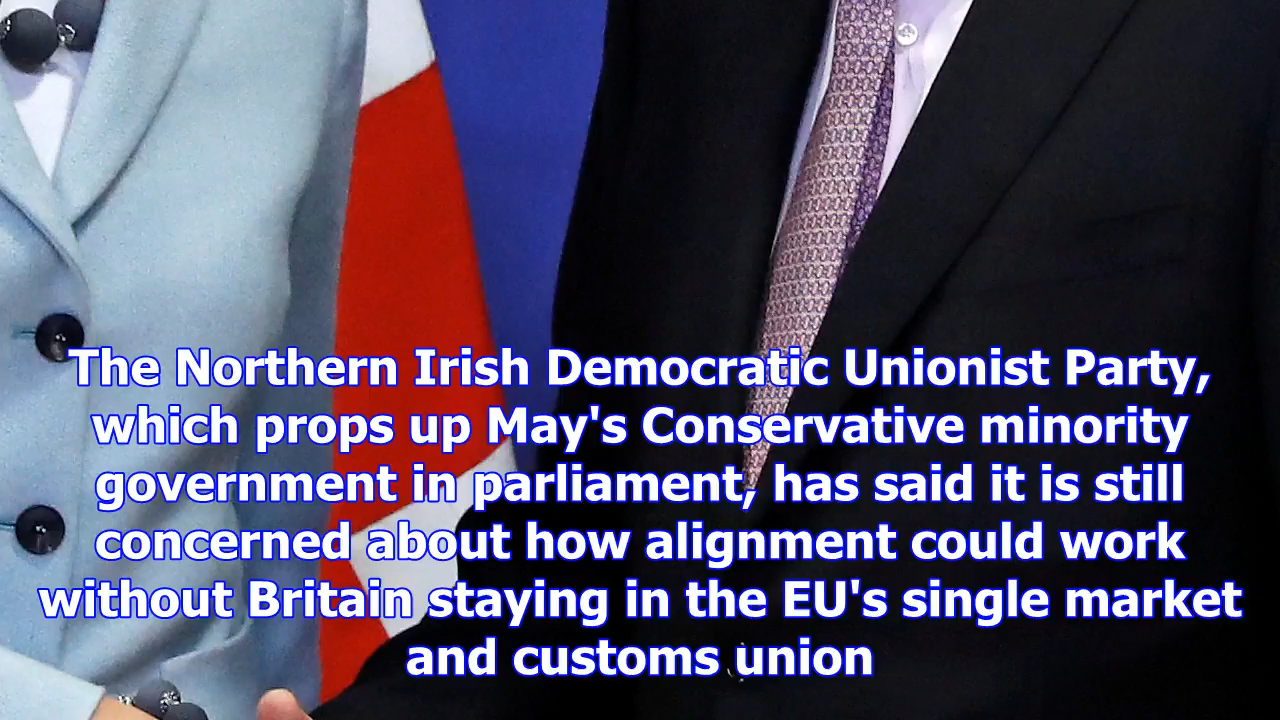 The Northern Irish Democratic Unionist Party,
which props up May's Conservative minority
government in parliament, has said it is still
concerned about how alignment could work
without Britain staying in the EU's single market
and customs union